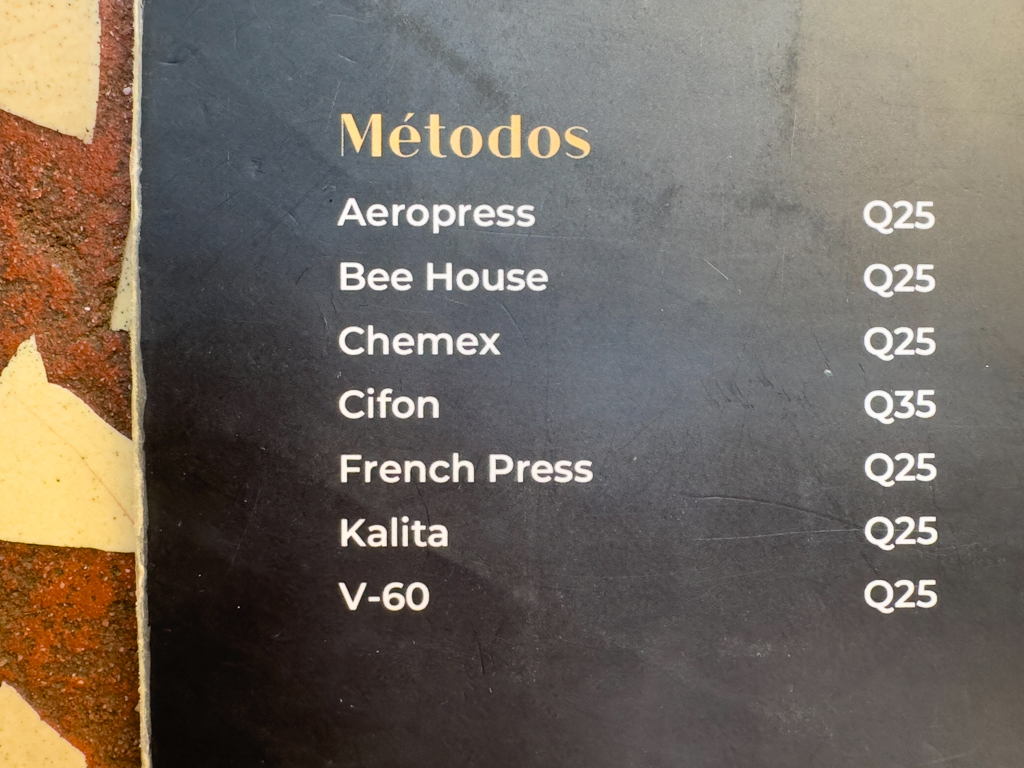 Métodos
Aeropress Q25
Bee House Q25
Chemex Q25
Cifon Q35
French Press Q25
Kalita Q25
V-60 Q25